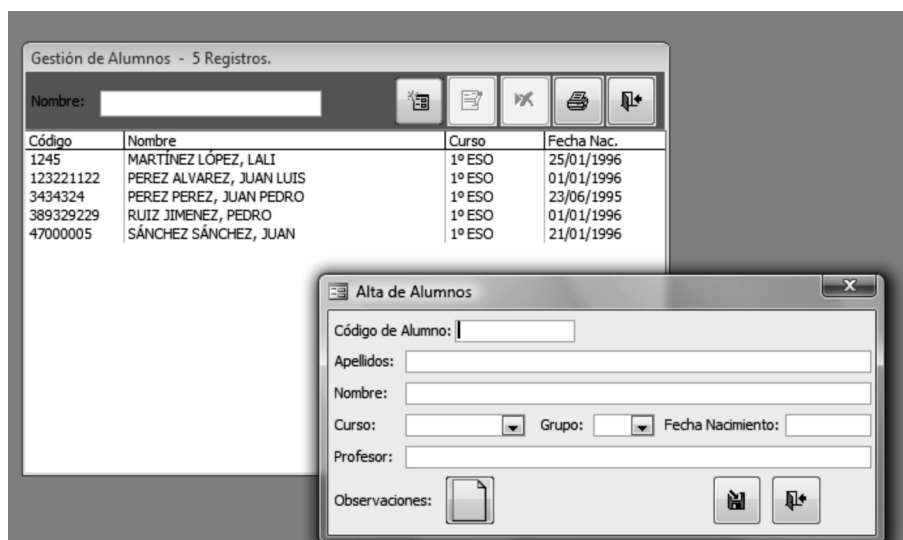 Gestión de Alumnos - 5 Registros.
Nombre:
Código Nombre Curso Fecha Nac.
1245 MARTÍNEZ LÓPEZ, LALI 1º ESO 25/01/1996
123221122 PEREZ ALVAREZ, JUAN LUIS 1º ESO 01/01/1996
3434324 PEREZ PEREZ, JUAN PEDRO 1º ESO 23/06/1995
389329229 RUIZ JIMENEZ, PEDRO 1º ESO 01/01/1996
47000005 SÁNCHEZ SÁNCHEZ, JUAN 1º ESO 21/01/1996
Alta de Alumnos
Código de Alumno:
Apellidos:
Nombre:
Curso: Grupo: Fecha Nacimiento:
Profesor:
Observaciones: